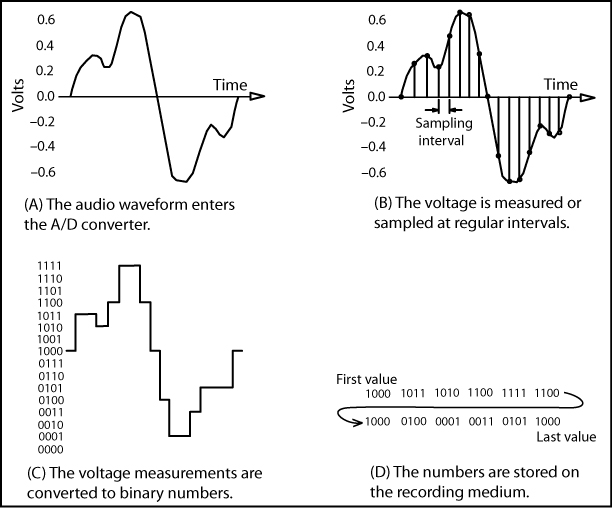 0.6
0.4
0.2
0.0
–0.2
–0.4
–0.6
Volts
Time
(A) The audio waveform enters
the A/D converter.
0.6
0.4
0.2
0.0
–0.2
–0.4
–0.6
Volts
Time
Sampling
interval
(B) The voltage is measured or
sampled at regular intervals.
1111
1110
1101
1100
1011
1010
1001
1000
0111
0110
0101
0100
0011
0010
0001
0000
(C) The voltage measurements are
converted to binary numbers.
First value
1000 1011 1010 1100 1111 1100
1000 0100 0001 0011 0101 1000
Last value
(D) The numbers are stored on
the recording medium.